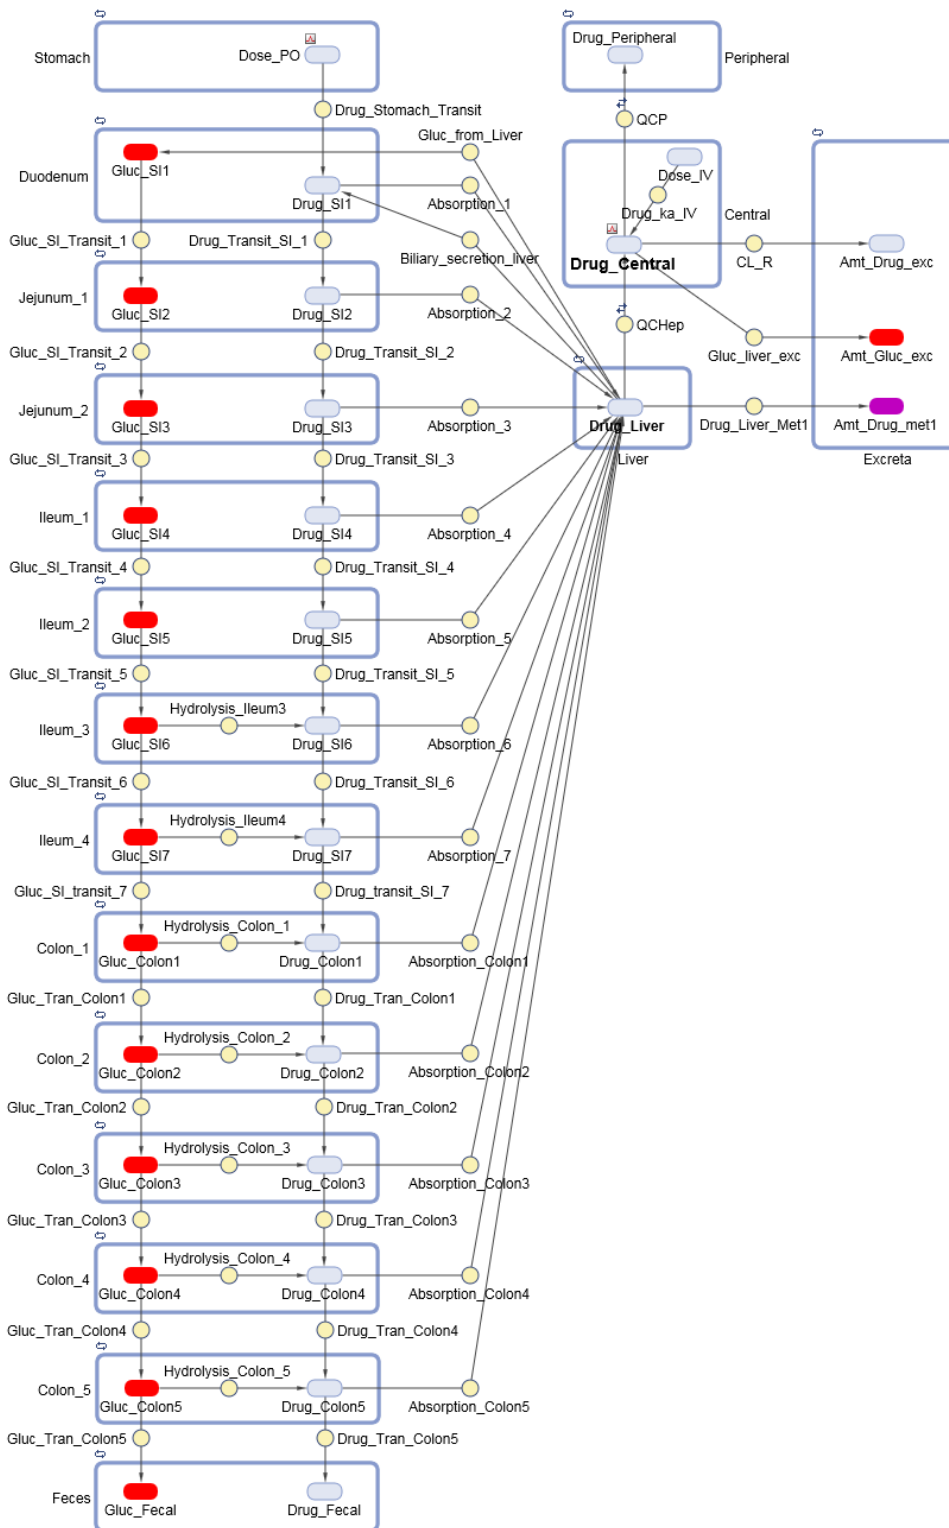 Stomach
Dose_PO
Drug_Peripheral
Peripheral
Drug_Stomach_Transit
QCP
Gluc_from_Liver
Duodenum
Gluc_SI1
Drug_SI1
Absorption_1
Dose_IV
Drug_ka_IV
Central
Gluc_SI_Transit_1
Drug_Transit_SI_1
Biliary_secretion_liver
Drug_Central
CL_R
Amt_Drug_exc
Jejunum_1
Gluc_SI2
Drug_SI2
Absorption_2
QCHep
Gluc_SI_Transit_2
Drug_Transit_SI_2
Gluc_liver_exc
Amt_Gluc_exc
Jejunum_2
Gluc_SI3
Drug_SI3
Absorption_3
Drug_Liver
Drug_Liver_Met1
Amt_Drug_met1
Gluc_SI_Transit_3
Drug_Transit_SI_3
Liver
Excreta
Ileum_1
Gluc_SI4
Drug_SI4
Absorption_4
Gluc_SI_Transit_4
Drug_Transit_SI_4
Ileum_2
Gluc_SI5
Drug_SI5
Absorption_5
Gluc_SI_Transit_5
Drug_Transit_SI_5
Hydrolysis_Ileum3
Ileum_3
Gluc_SI6
Drug_SI6
Absorption_6
Gluc_SI_Transit_6
Drug_Transit_SI_6
Hydrolysis_Ileum4
Ileum_4
Gluc_SI7
Drug_SI7
Absorption_7
Gluc_SI_transit_7
Drug_transit_SI_7
Hydrolysis_Colon_1
Colon_1
Gluc_Colon1
Drug_Colon1
Absorption_Colon1
Gluc_Tran_Colon1
Drug_Tran_Colon1
Hydrolysis_Colon_2
Colon_2
Gluc_Colon2
Drug_Colon2
Absorption_Colon2
Gluc_Tran_Colon2
Drug_Tran_Colon2
Hydrolysis_Colon_3
Colon_3
Gluc_Colon3
Drug_Colon3
Absorption_Colon3
Gluc_Tran_Colon3
Drug_Tran_Colon3
Hydrolysis_Colon_4
Colon_4
Gluc_Colon4
Drug_Colon4
Absorption_Colon4
Gluc_Tran_Colon4
Drug_Tran_Colon4
Hydrolysis_Colon_5
Colon_5
Gluc_Colon5
Drug_Colon5
Absorption_Colon5
Gluc_Tran_Colon5
Drug_Tran_Colon5
Feces
Gluc_Fecal
Drug_Fecal